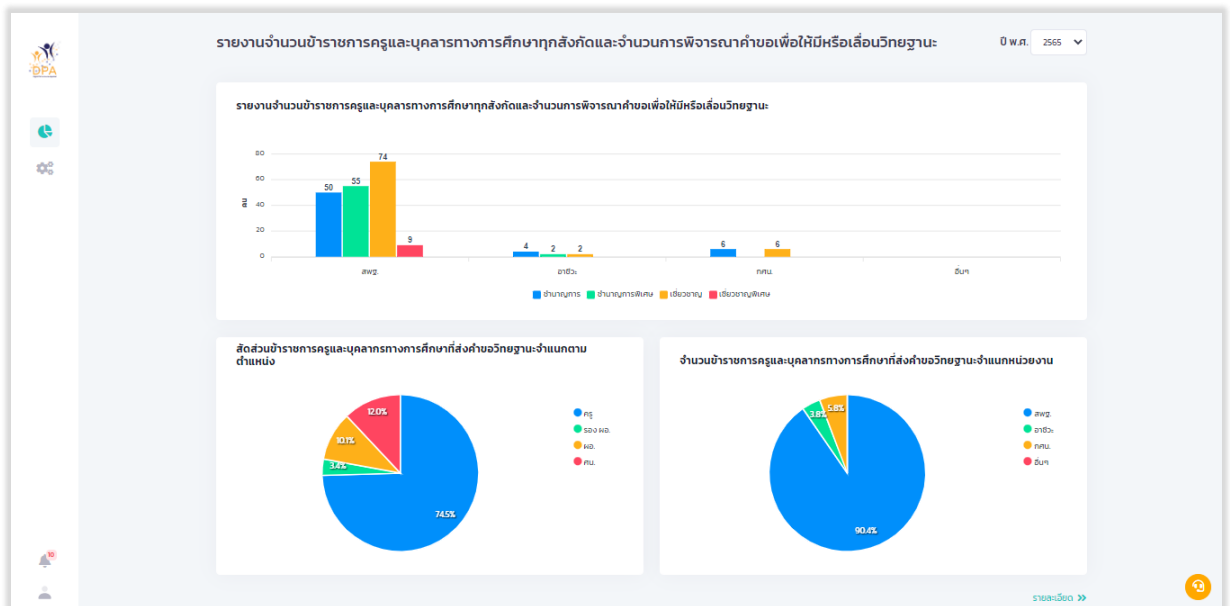 DPA
รายงานจำนวนข้าราชการครูและบุคลารทางการศึกษาทุกสังกัดและจำนวนการพิจารณาคำขอเพื่อให้มีหรือเลื่อนวิทยฐานะ
ปี พ.ศ. 2565
รายงานจำนวนข้าราชการครูและบุคลารทางการศึกษาทุกสังกัดและจำนวนการพิจารณาคำขอเพื่อให้มีหรือเลื่อนวิทยฐานะ
คน
80
60
40
20
0
50 55 74 9
4 2 2
6 6
สพฐ. อาชีวะ กศน. อื่นๆ
ชำนาญการ ชำนาญการพิเศษ เชี่ยวชาญ เชี่ยวชาญพิเศษ
สัดส่วนข้าราชการครูและบุคลากรทางการศึกษาที่ส่งคำขอวิทยฐานะจำแนกตาม
ตำแหน่ง
12.0%
10.1%
3.4%
74.5%
ครู
รอง ผอ.
ผอ.
ศน.
จำนวนข้าราชการครูและบุคลากรทางการศึกษาที่ส่งคำขอวิทยฐานะจำแนกหน่วยงาน
3.8% 5.8%
90.4%
สพฐ.
อาชีวะ
กศน.
อื่นๆ
10
รายละเอียด